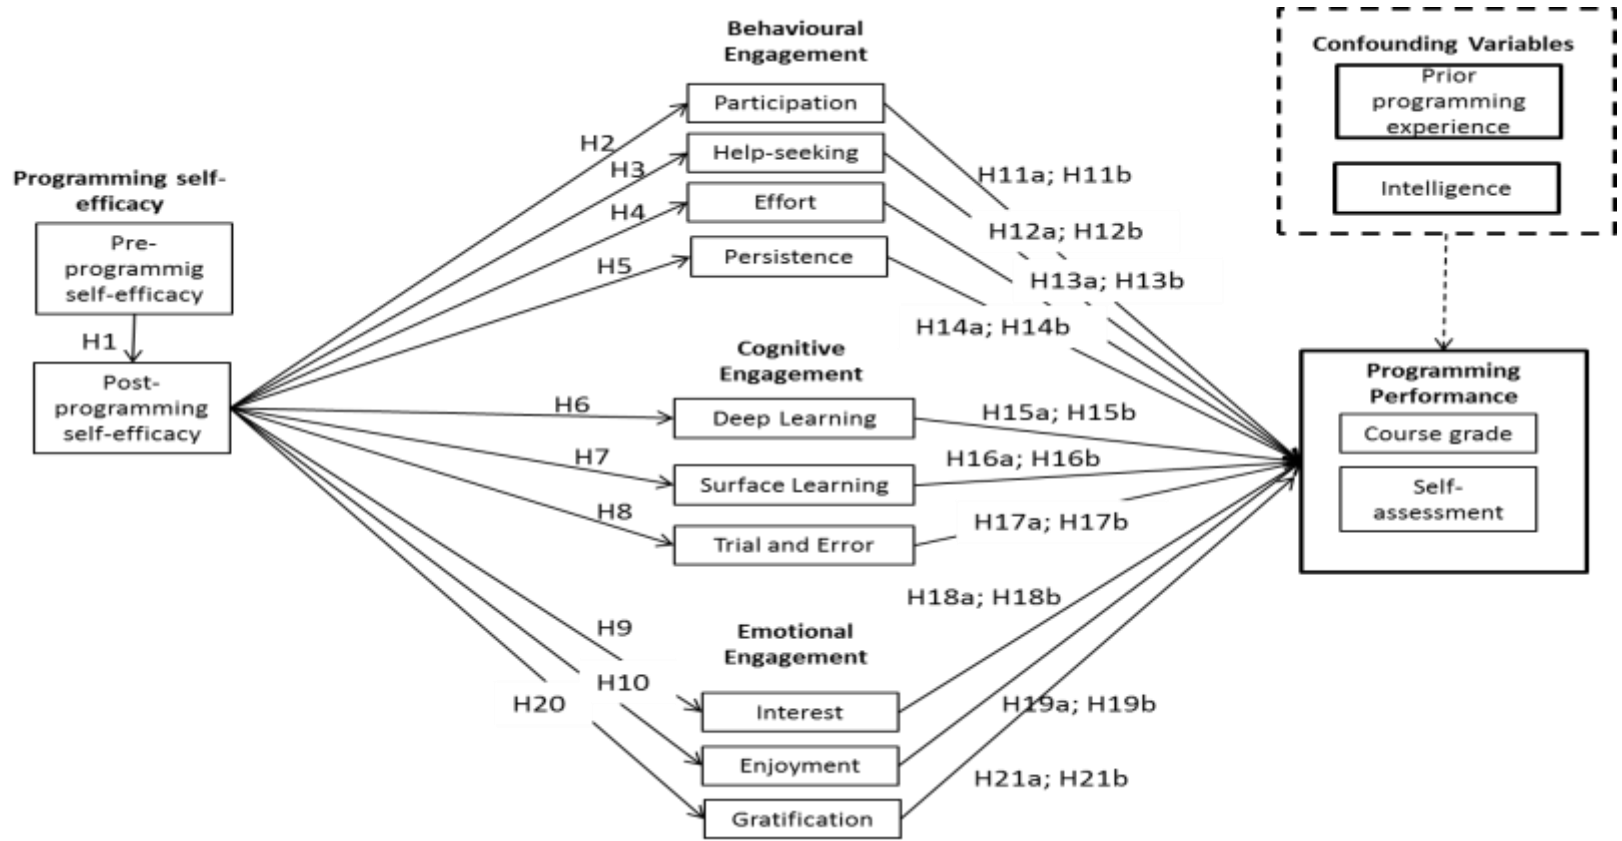 Programming self-
efficacy
Pre-
programmig
self-efficacy
H1
Post-
programming
self-efficacy
H2
H3
H4
H5
H6
H7
H8
H9
H10
H20
Behavioural
Engagement
Participation
Help-seeking
Effort
Persistence
Cognitive
Engagement
Deep Learning
Surface Learning
Trial and Error
Emotional
Engagement
Interest
Enjoyment
Gratification
H11a; H11b
H12a; H12b
H13a; H13b
H14a; H14b
H15a; H15b
H16a; H16b
H17a; H17b
H18a; H18b
H19a; H19b
H21a; H21b
Confounding Variables
Prior
programming
experience
Intelligence
Programming
Performance
Course grade
Self-
assessment